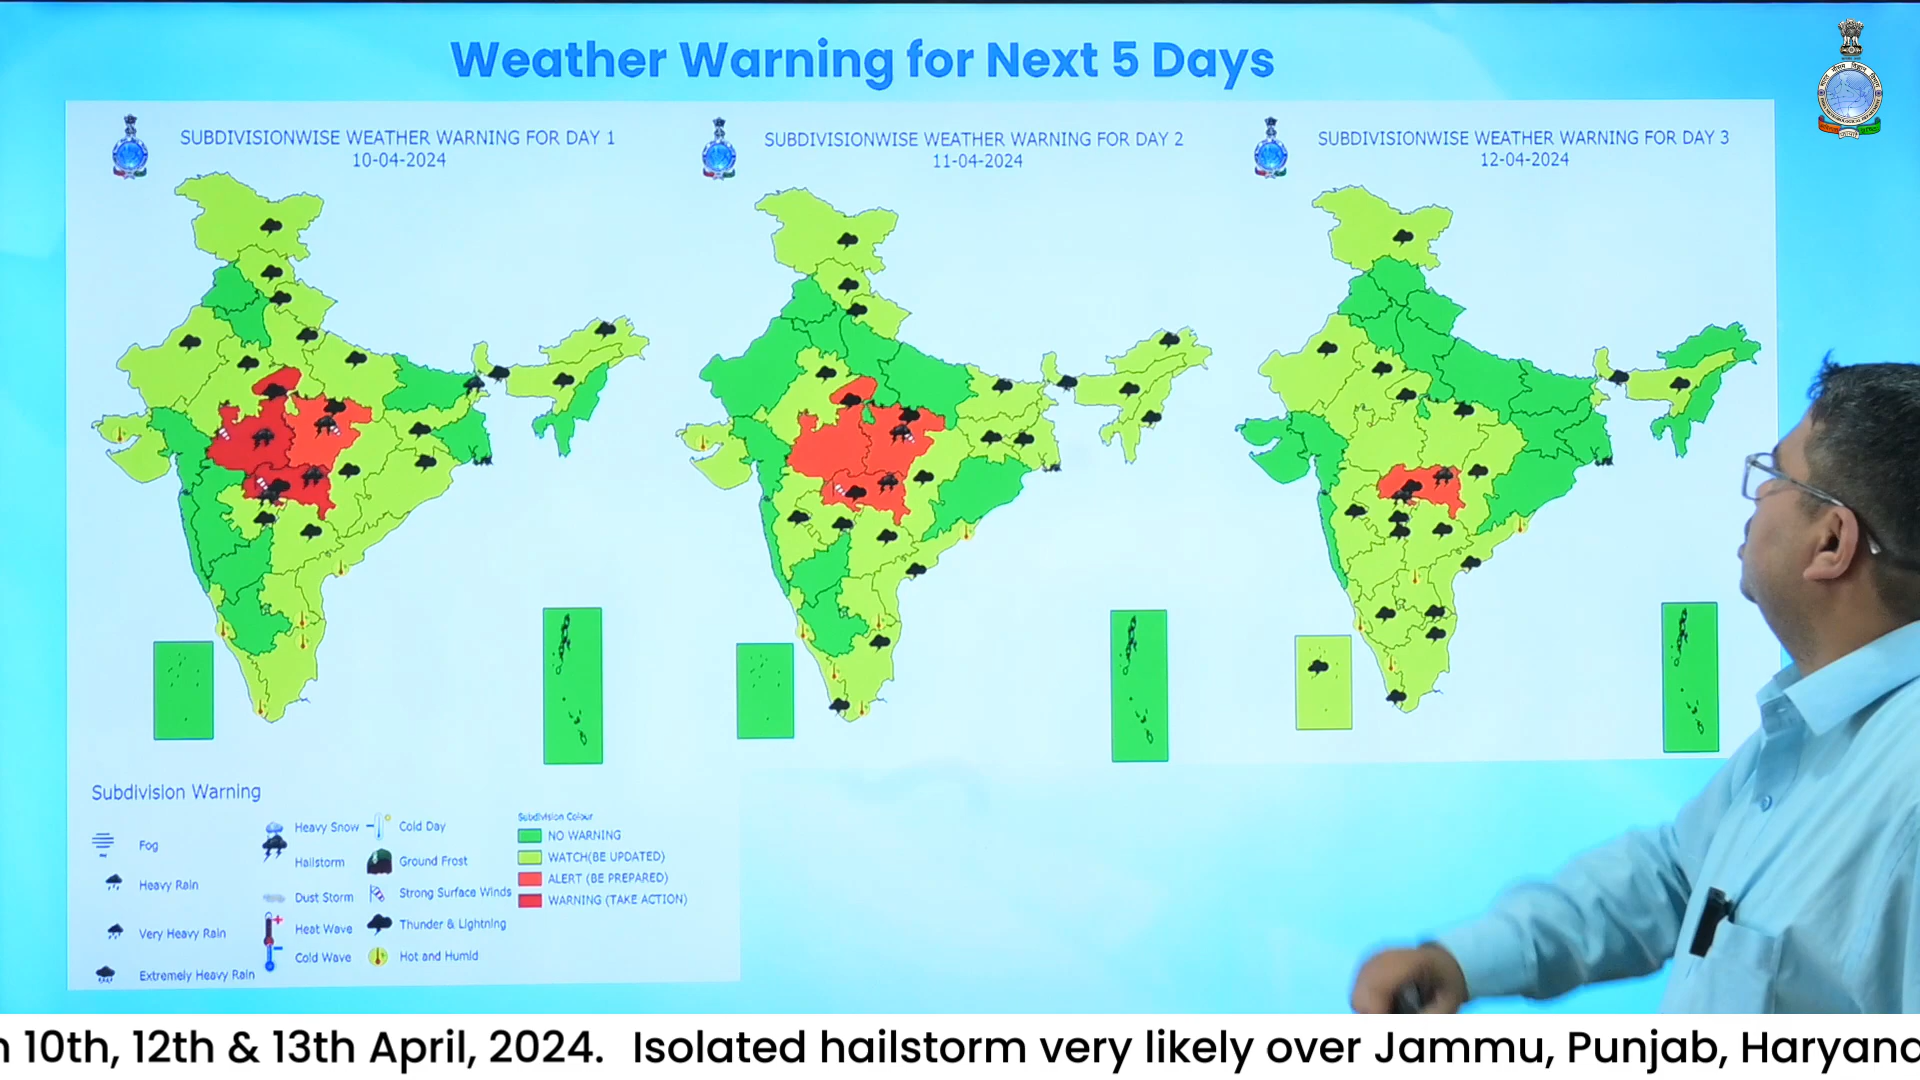 Weather Warning for Next 5 Days
SUBDIVISIONWISE WEATHER WARNING FOR DAY 1
10-04-2024
SUBDIVISIONWISE WEATHER WARNING FOR DAY 2
11-04-2024
SUBDIVISIONWISE WEATHER WARNING FOR DAY 3
12-04-2024
Subdivision Warning
Fog
Heavy Rain
Very Heavy Rain
Extremely Heavy Rain
Heavy Snow
Hailstorm
Dust Storm
Heat Wave
Cold Wave
Cold Day
Ground Frost
Strong Surface Winds
Thunder & Lightning
Hot and Humid
Subdivision Colour
NO WARNING
WATCH(BE UPDATED)
ALERT (BE PREPARED)
WARNING (TAKE ACTION)
10th, 12th & 13th April, 2024. Isolated hailstorm very likely over Jammu, Punjab, Haryana